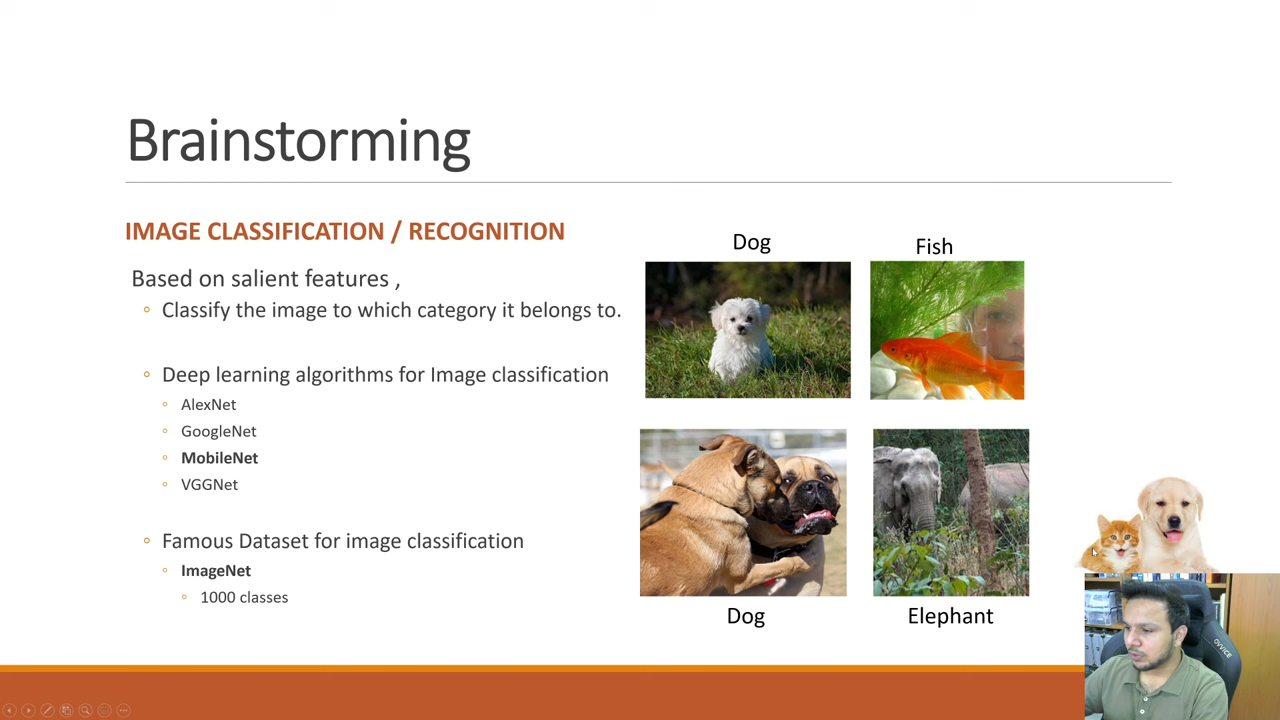 Brainstorming
IMAGE CLASSIFICATION / RECOGNITION
Based on salient features ,
Classify the image to which category it belongs to.
Deep learning algorithms for Image classification
AlexNet
GoogleNet
MobileNet
VGGNet
Famous Dataset for image classification
ImageNet
1000 classes
Dog
Fish
Dog
Elephant
OVVICE